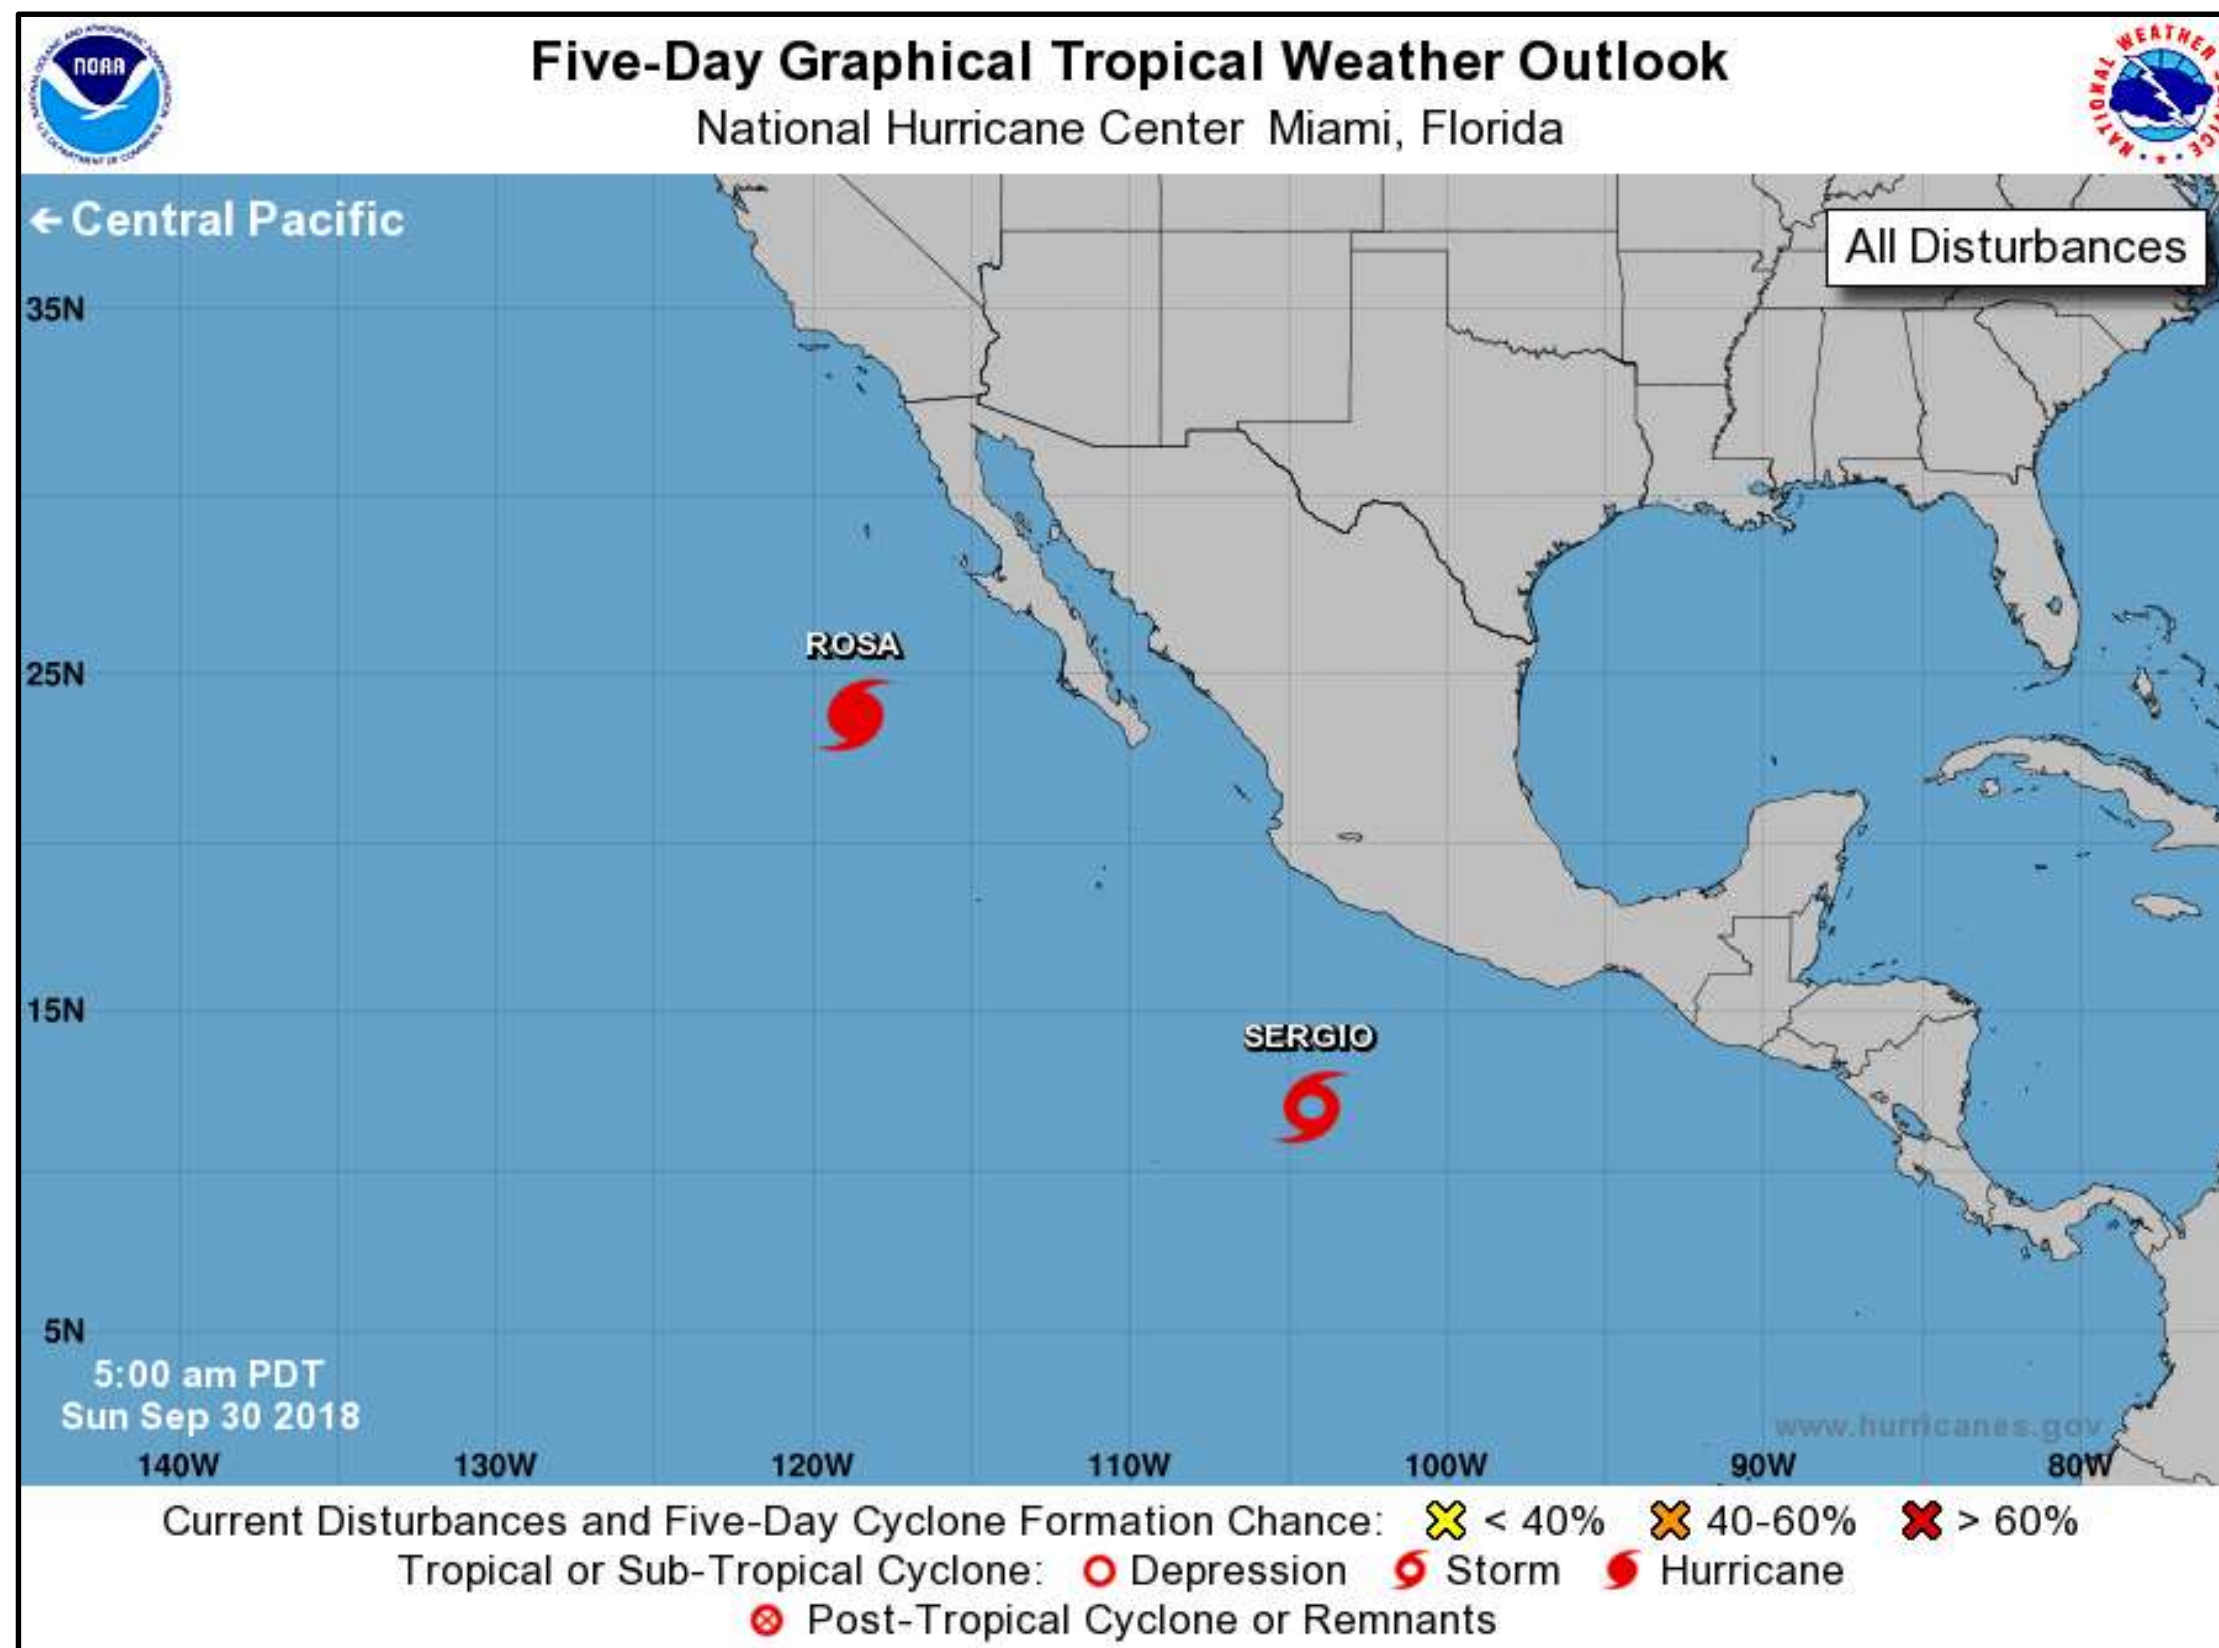 NOAA
NATIONAL WEATHER
Five-Day Graphical Tropical Weather Outlook
National Hurricane Center Miami, Florida
← Central Pacific
All Disturbances
35N
ROSA
25N
15N
SERGIO
5N
5:00 am PDT
Sun Sep 30 2018
www.hurricanes.gov
140W 130W 120W 110W 100W 90W 80W
Current Disturbances and Five-Day Cyclone Formation Chance: < 40% 40-60% > 60%
Tropical or Sub-Tropical Cyclone: Depression Storm Hurricane
Post-Tropical Cyclone or Remnants